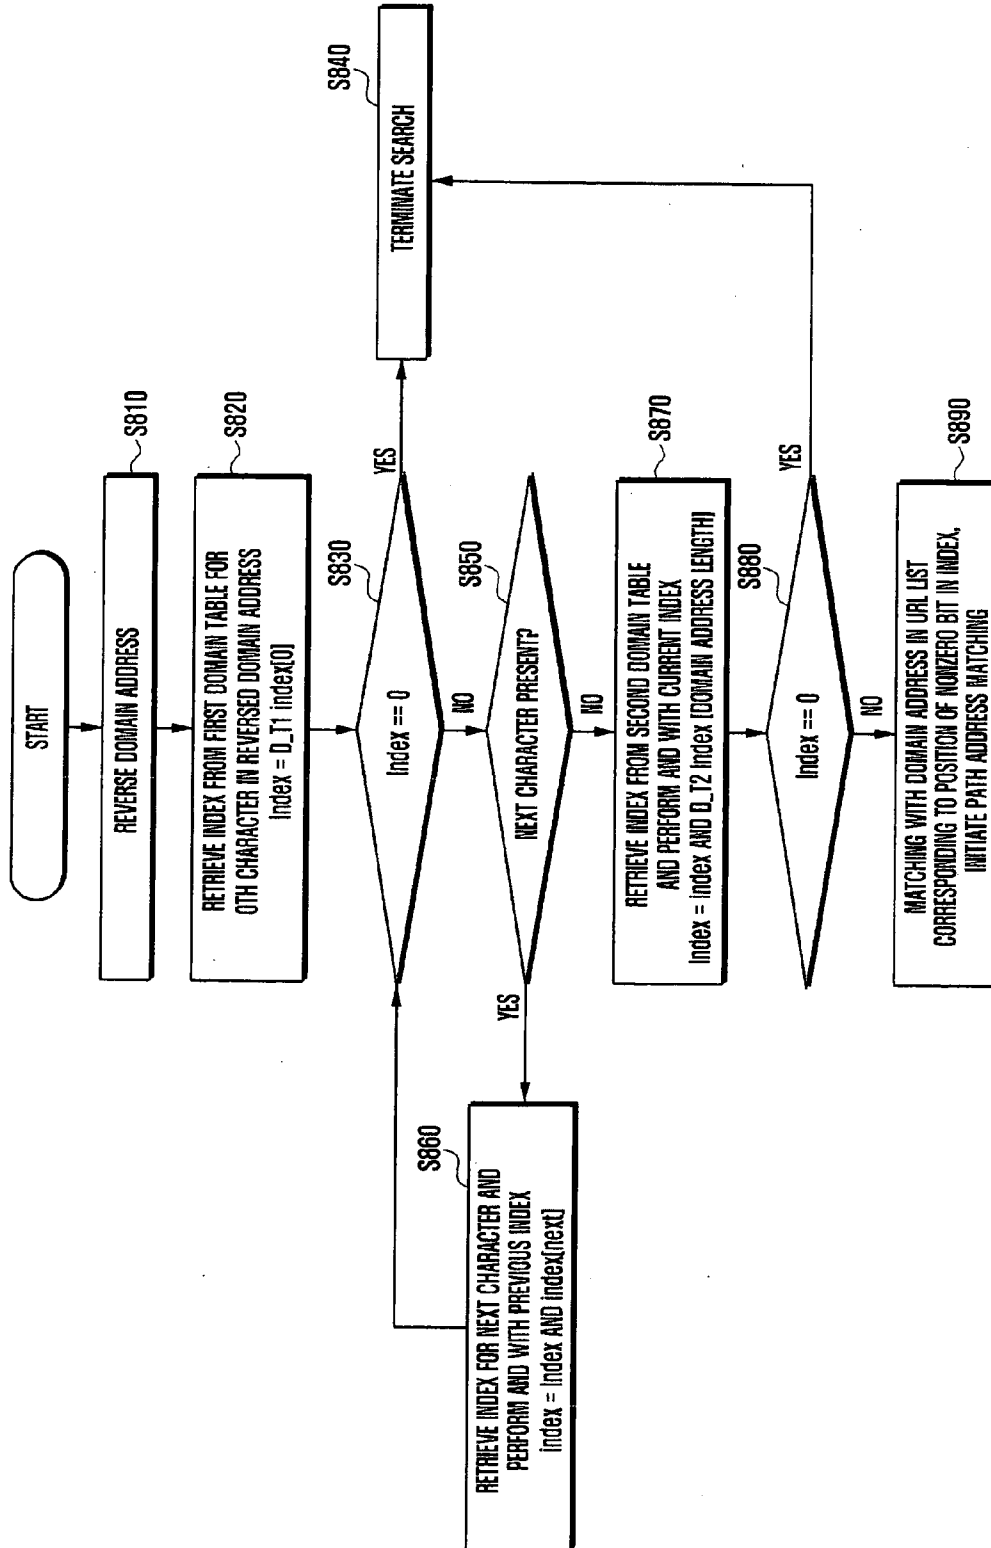 START
S810
REVERSE DOMAIN ADDRESS
S820
RETRIEVE INDEX FROM FIRST DOMAIN TABLE FOR
0TH CHARACTER IN REVERSED DOMAIN ADDRESS
Index = D_T1 index[0]
S830
Index == 0
YES
NO
S840
TERMINATE SEARCH
S850
NEXT CHARACTER PRESENT?
YES
NO
S860
RETRIEVE INDEX FOR NEXT CHARACTER AND
PERFORM AND WITH PREVIOUS INDEX
Index = Index AND index[next]
S870
RETRIEVE INDEX FROM SECOND DOMAIN TABLE
AND PERFORM AND WITH CURRENT INDEX
Index = Index AND D_T2 Index [DOMAIN ADDRESS LENGTH]
S880
Index == 0
YES
NO
S890
MATCHING WITH DOMAIN ADDRESS IN URL LIST
CORRESPONDING TO POSITION OF NONZERO BIT IN INDEX,
INITIATE PATH ADDRESS MATCHING